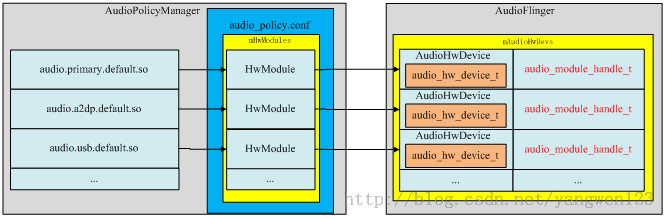 AudioPolicyManager
audio_policy.conf
mHwModules
audio.primary.default.so
HwModule
audio.a2dp.default.so
HwModule
audio.usb.default.so
HwModule
...
...
AudioFlinger
mAudioHwDevs
AudioHwDevice
audio_hw_device_t
audio_module_handle_t
AudioHwDevice
audio_hw_device_t
audio_module_handle_t
AudioHwDevice
audio_hw_device_t
audio_module_handle_t
...
...
http://blog.csdn.net/yangwen123